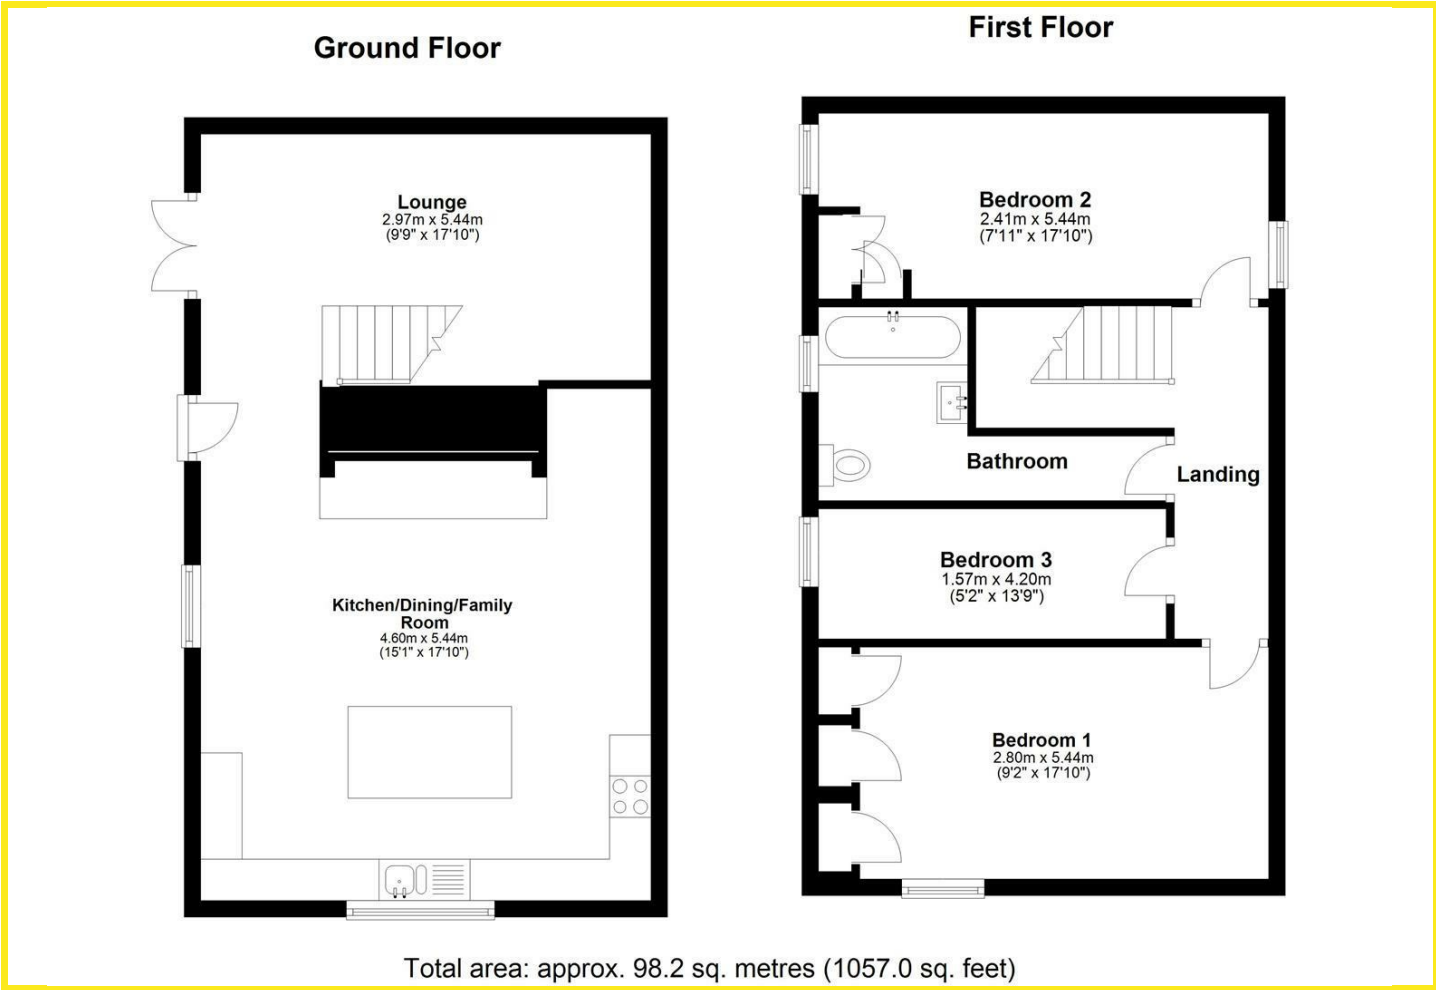 Ground Floor
First Floor
Lounge
2.97m x 5.44m
(9'9" x 17'10")
Kitchen/Dining/Family
Room
4.60m x 5.44m
(15'1" x 17'10")
Bedroom 2
2.41m x 5.44m
(7'11" x 17'10")
Bathroom
Landing
Bedroom 3
1.57m x 4.20m
(5'2" x 13'9")
Bedroom 1
2.80m x 5.44m
(9'2" x 17'10")
Total area: approx. 98.2 sq. metres (1057.0 sq. feet)